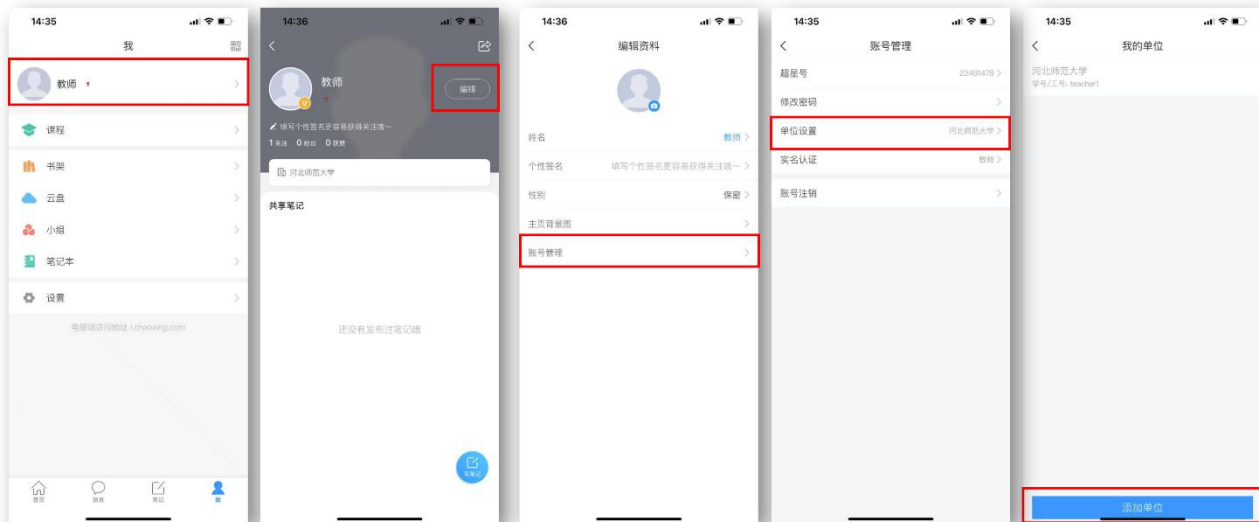 14:35
我
教师
课程
书架
云盘
小组
笔记本
设置
电脑端访问地址 i.chaoxing.com
首页
消息
笔记
我
14:36
教师
编辑
填写个性签名更容易获得关注哦~
1关注 0粉丝 0获赞
河北师范大学
共享笔记
还没有发布过笔记哦
写笔记
14:36
编辑资料
姓名 教师
个性签名 填写个性签名更容易获得关注哦~
性别 保密
主页背景图
账号管理
14:35
账号管理
超星号 22481478
修改密码
单位设置 河北师范大学
实名认证 教师
账号注销
14:35
我的单位
河北师范大学
学号/工号: teacher1
添加单位